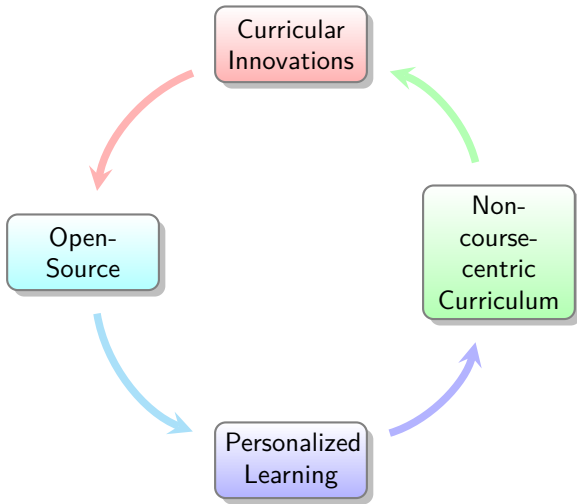 Curricular
Innovations
Open-
Source
Non-
course-
centric
Curriculum
Personalized
Learning